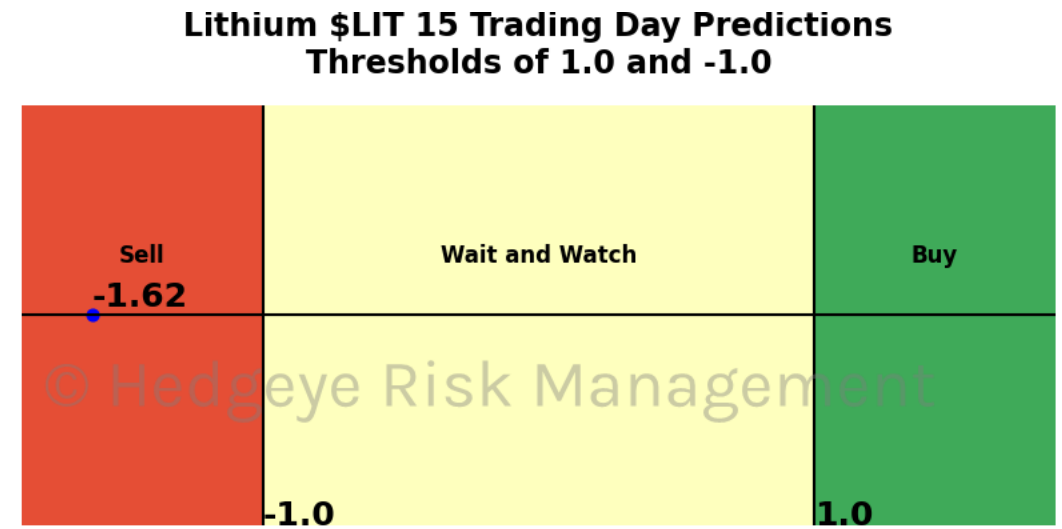 Lithium $LIT 15 Trading Day Predictions
Thresholds of 1.0 and -1.0
Sell
Wait and Watch
Buy
-1.62
© Hedgeye Risk Management
-1.0
1.0